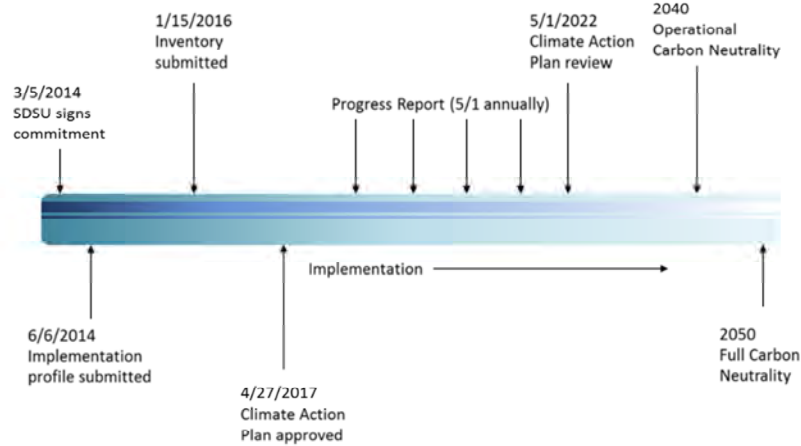 3/5/2014
SDSU signs
commitment
1/15/2016
Inventory
submitted
Progress Report (5/1 annually)
5/1/2022
Climate Action
Plan review
2040
Operational
Carbon Neutrality
6/6/2014
Implementation
profile submitted
4/27/2017
Climate Action
Plan approved
Implementation
2050
Full Carbon
Neutrality